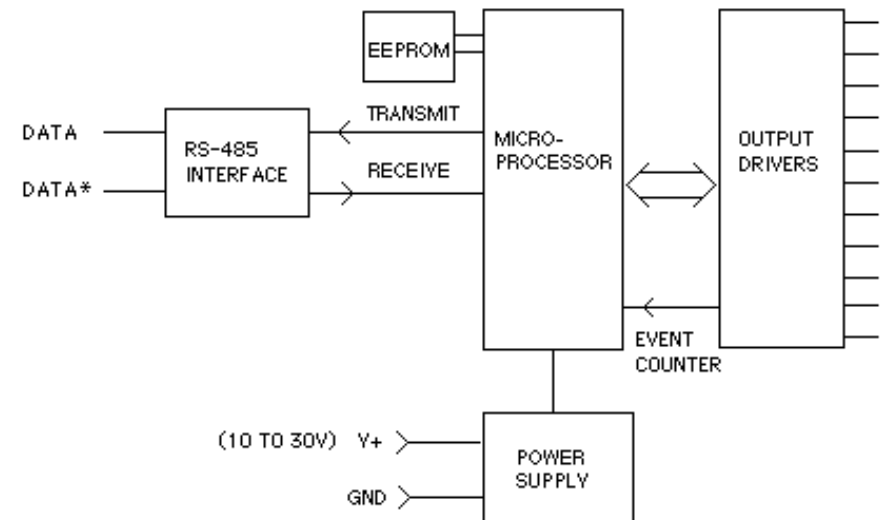 EEPROM
DATA
DATA*
RS-485
INTERFACE
TRANSMIT
RECEIVE
MICRO-
PROCESSOR
OUTPUT
DRIVERS
EVENT
COUNTER
(10 TO 30V) V+
GND
POWER
SUPPLY